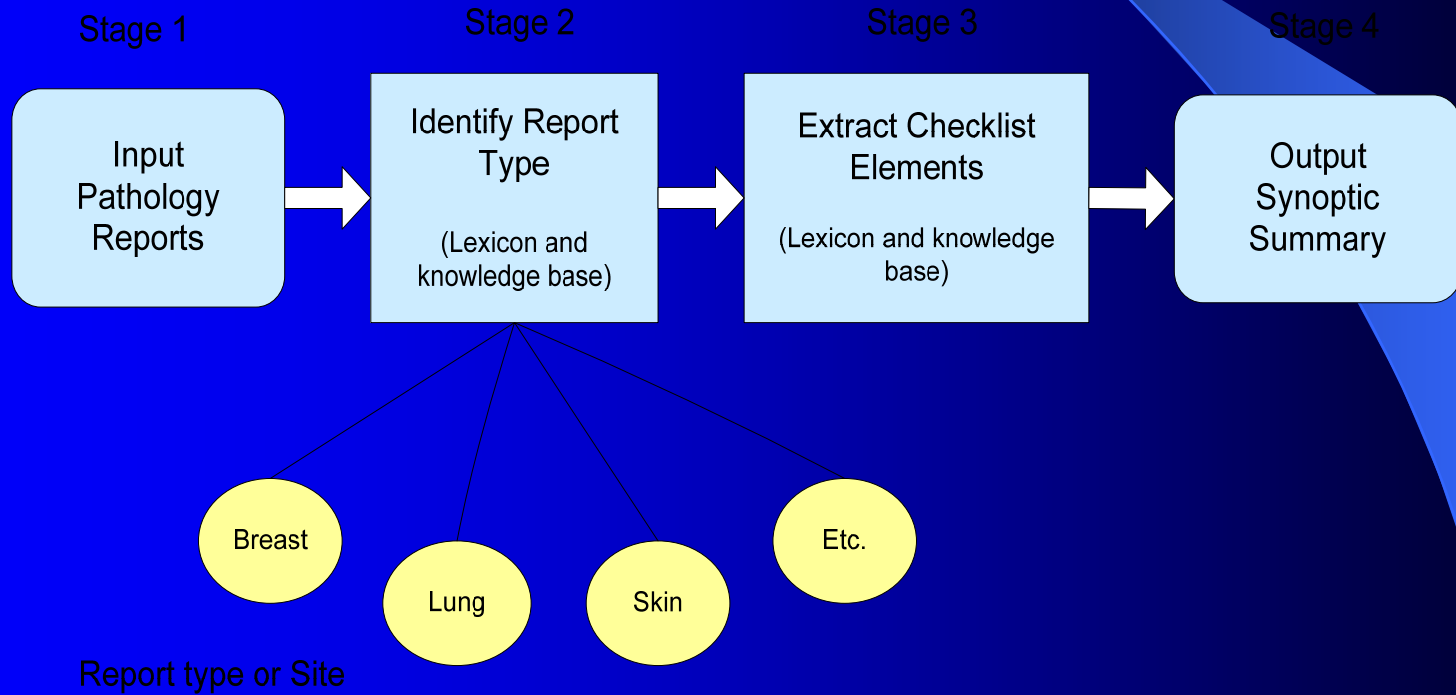 Stage 1
Stage 2
Stage 3
Stage 4
Input
Pathology
Reports
Identify Report
Type
(Lexicon and
knowledge base)
Extract Checklist
Elements
(Lexicon and knowledge
base)
Output
Synoptic
Summary
Breast
Lung
Skin
Etc.
Report type or Site